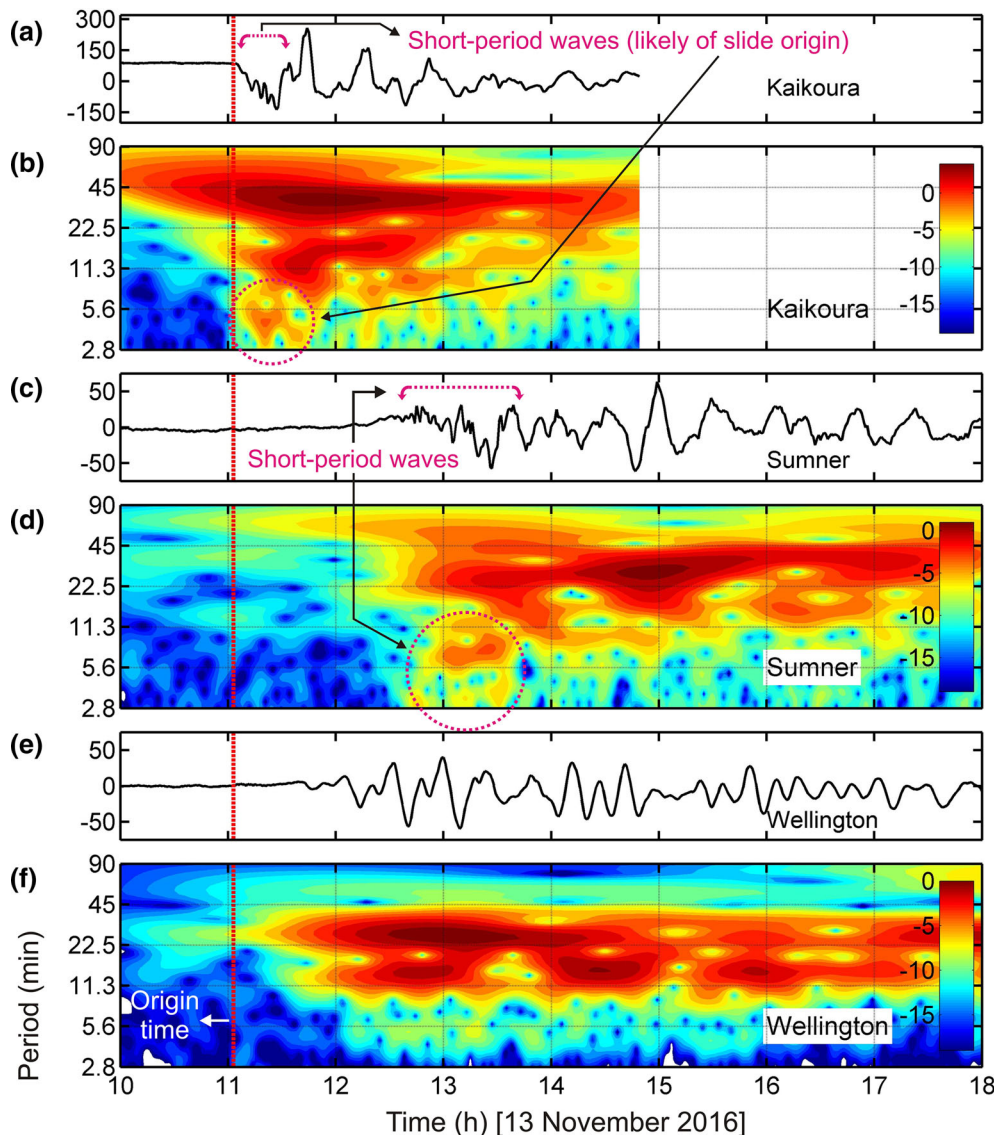 (a)
300
150
0
-150
Short-period waves (likely of slide origin)
Kaikoura
(b)
90
45
22.5
11.3
5.6
2.8
0
-5
-10
-15
Kaikoura
(c)
50
0
-50
Short-period waves
Sumner
(d)
90
45
22.5
11.3
5.6
2.8
0
-5
-10
-15
Sumner
(e)
50
0
-50
Wellington
(f)
90
45
22.5
11.3
5.6
2.8
Period (min)
Origin
time
0
-5
-10
-15
Wellington
10 11 12 13 14 15 16 17 18
Time (h) [13 November 2016]